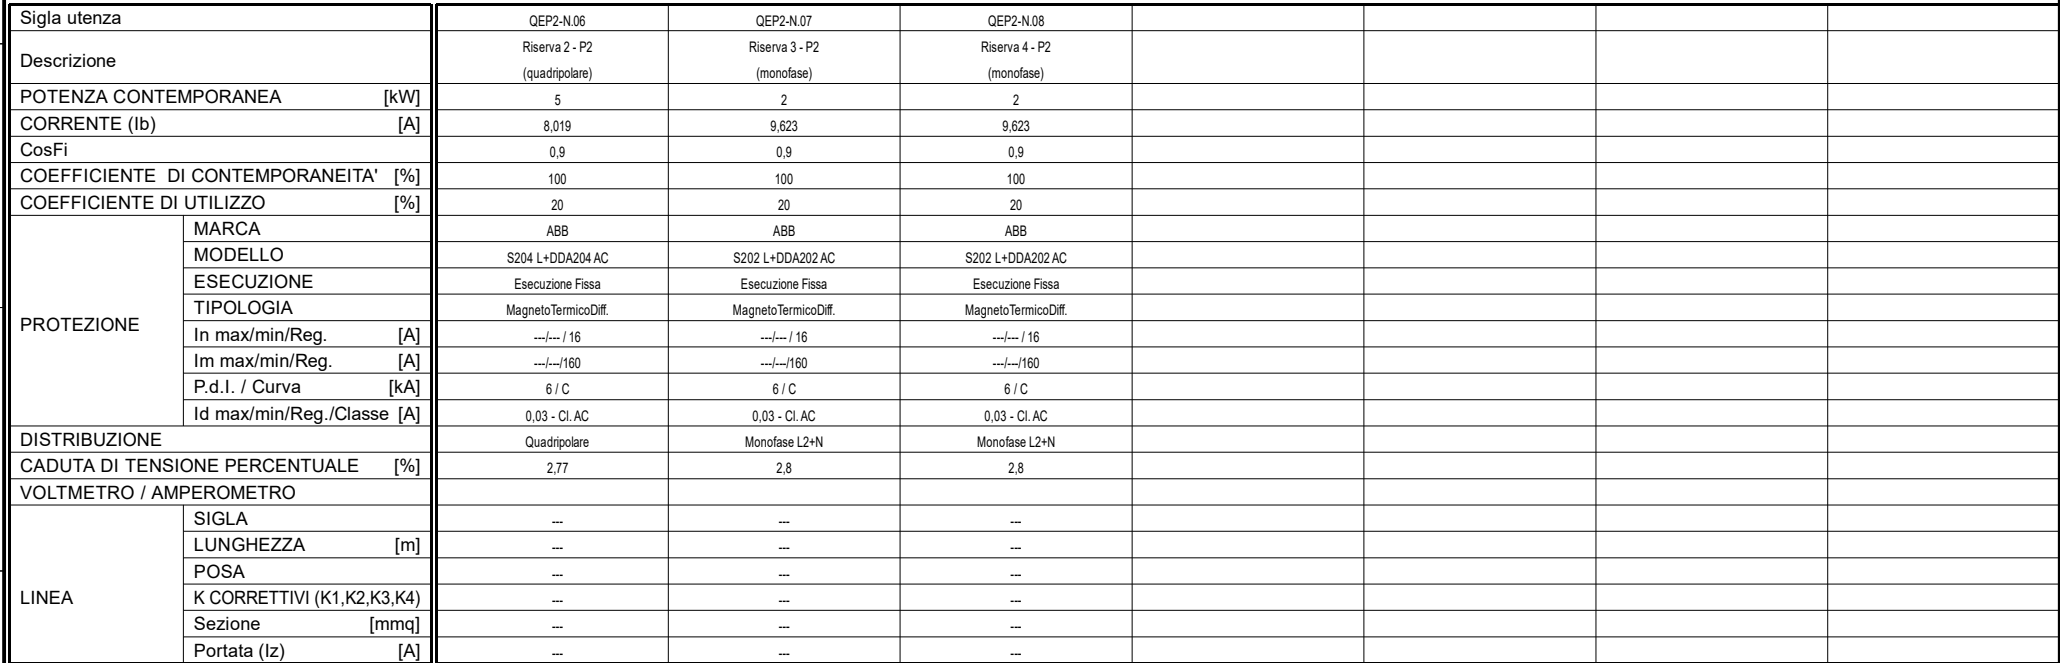 Sigla utenza QEP2-N.06 QEP2-N.07 QEP2-N.08
Descrizione Riserva 2 - P2 Riserva 3 - P2 Riserva 4 - P2
(quadripolare) (monofase) (monofase)
POTENZA CONTEMPORANEA [kW] 5 2 2
CORRENTE (Ib) [A] 8,019 9,623 9,623
CosFi 0,9 0,9 0,9
COEFFICIENTE DI CONTEMPORANEITA' [%] 100 100 100
COEFFICIENTE DI UTILIZZO [%] 20 20 20
PROTEZIONE
MARCA ABB ABB ABB
MODELLO S204 L+DDA204 AC S202 L+DDA202 AC S202 L+DDA202 AC
ESECUZIONE Esecuzione Fissa Esecuzione Fissa Esecuzione Fissa
TIPOLOGIA MagnetoTermicoDiff. MagnetoTermicoDiff. MagnetoTermicoDiff.
In max/min/Reg. [A] ---/--- / 16 ---/--- / 16 ---/--- / 16
Im max/min/Reg. [A] ---/---/160 ---/---/160 ---/---/160
P.d.I. / Curva [kA] 6 / C 6 / C 6 / C
Id max/min/Reg./Classe [A] 0,03 - Cl. AC 0,03 - Cl. AC 0,03 - Cl. AC
DISTRIBUZIONE Quadripolare Monofase L2+N Monofase L2+N
CADUTA DI TENSIONE PERCENTUALE [%] 2,77 2,8 2,8
VOLTMETRO / AMPEROMETRO
LINEA
SIGLA --- --- ---
LUNGHEZZA [m] --- --- ---
POSA --- --- ---
K CORRETTIVI (K1,K2,K3,K4) --- --- ---
Sezione [mmq] --- --- ---
Portata (Iz) [A] --- --- ---